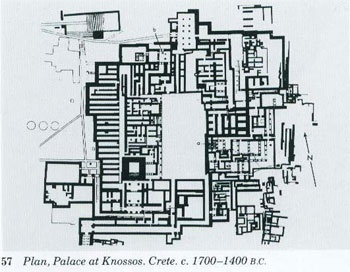 N
57 Plan, Palace at Knossos. Crete. c. 1700–1400 B.C.